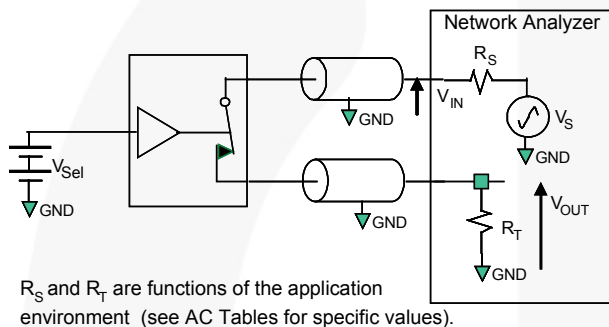 Network Analyzer
R_S
V_IN
V_S
GND
GND
V_Sel
GND
GND
V_OUT
R_T
GND
R_S and R_T are functions of the application
environment (see AC Tables for specific values).